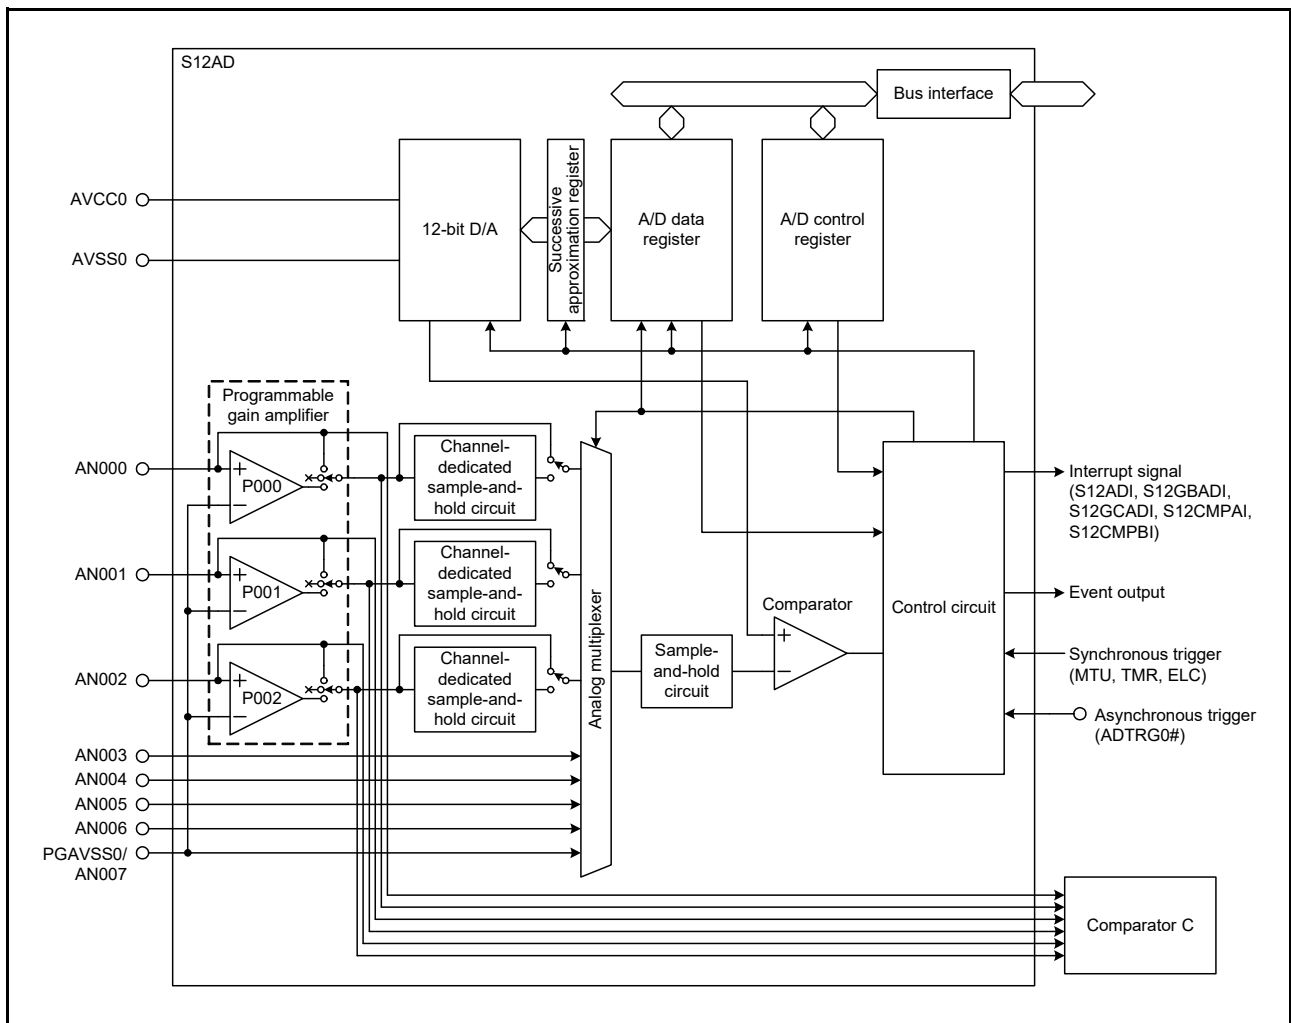 S12AD
Bus interface
AVCC0
AVSS0
12-bit D/A
Successive
approximation register
A/D data
register
A/D control
register
Programmable
gain amplifier
AN000
+
P000
−
Channel-
dedicated
sample-and-
hold circuit
AN001
+
P001
−
Channel-
dedicated
sample-and-
hold circuit
AN002
+
P002
−
Channel-
dedicated
sample-and-
hold circuit
AN003
AN004
AN005
AN006
PGAVSS0/
AN007
Analog multiplexer
Sample-
and-hold
circuit
Comparator
+
−
Control circuit
Interrupt signal
(S12ADI, S12GBADI,
S12GCADI, S12CMPAI,
S12CMPBI)
Event output
Synchronous trigger
(MTU, TMR, ELC)
Asynchronous trigger
(ADTRG0#)
Comparator C